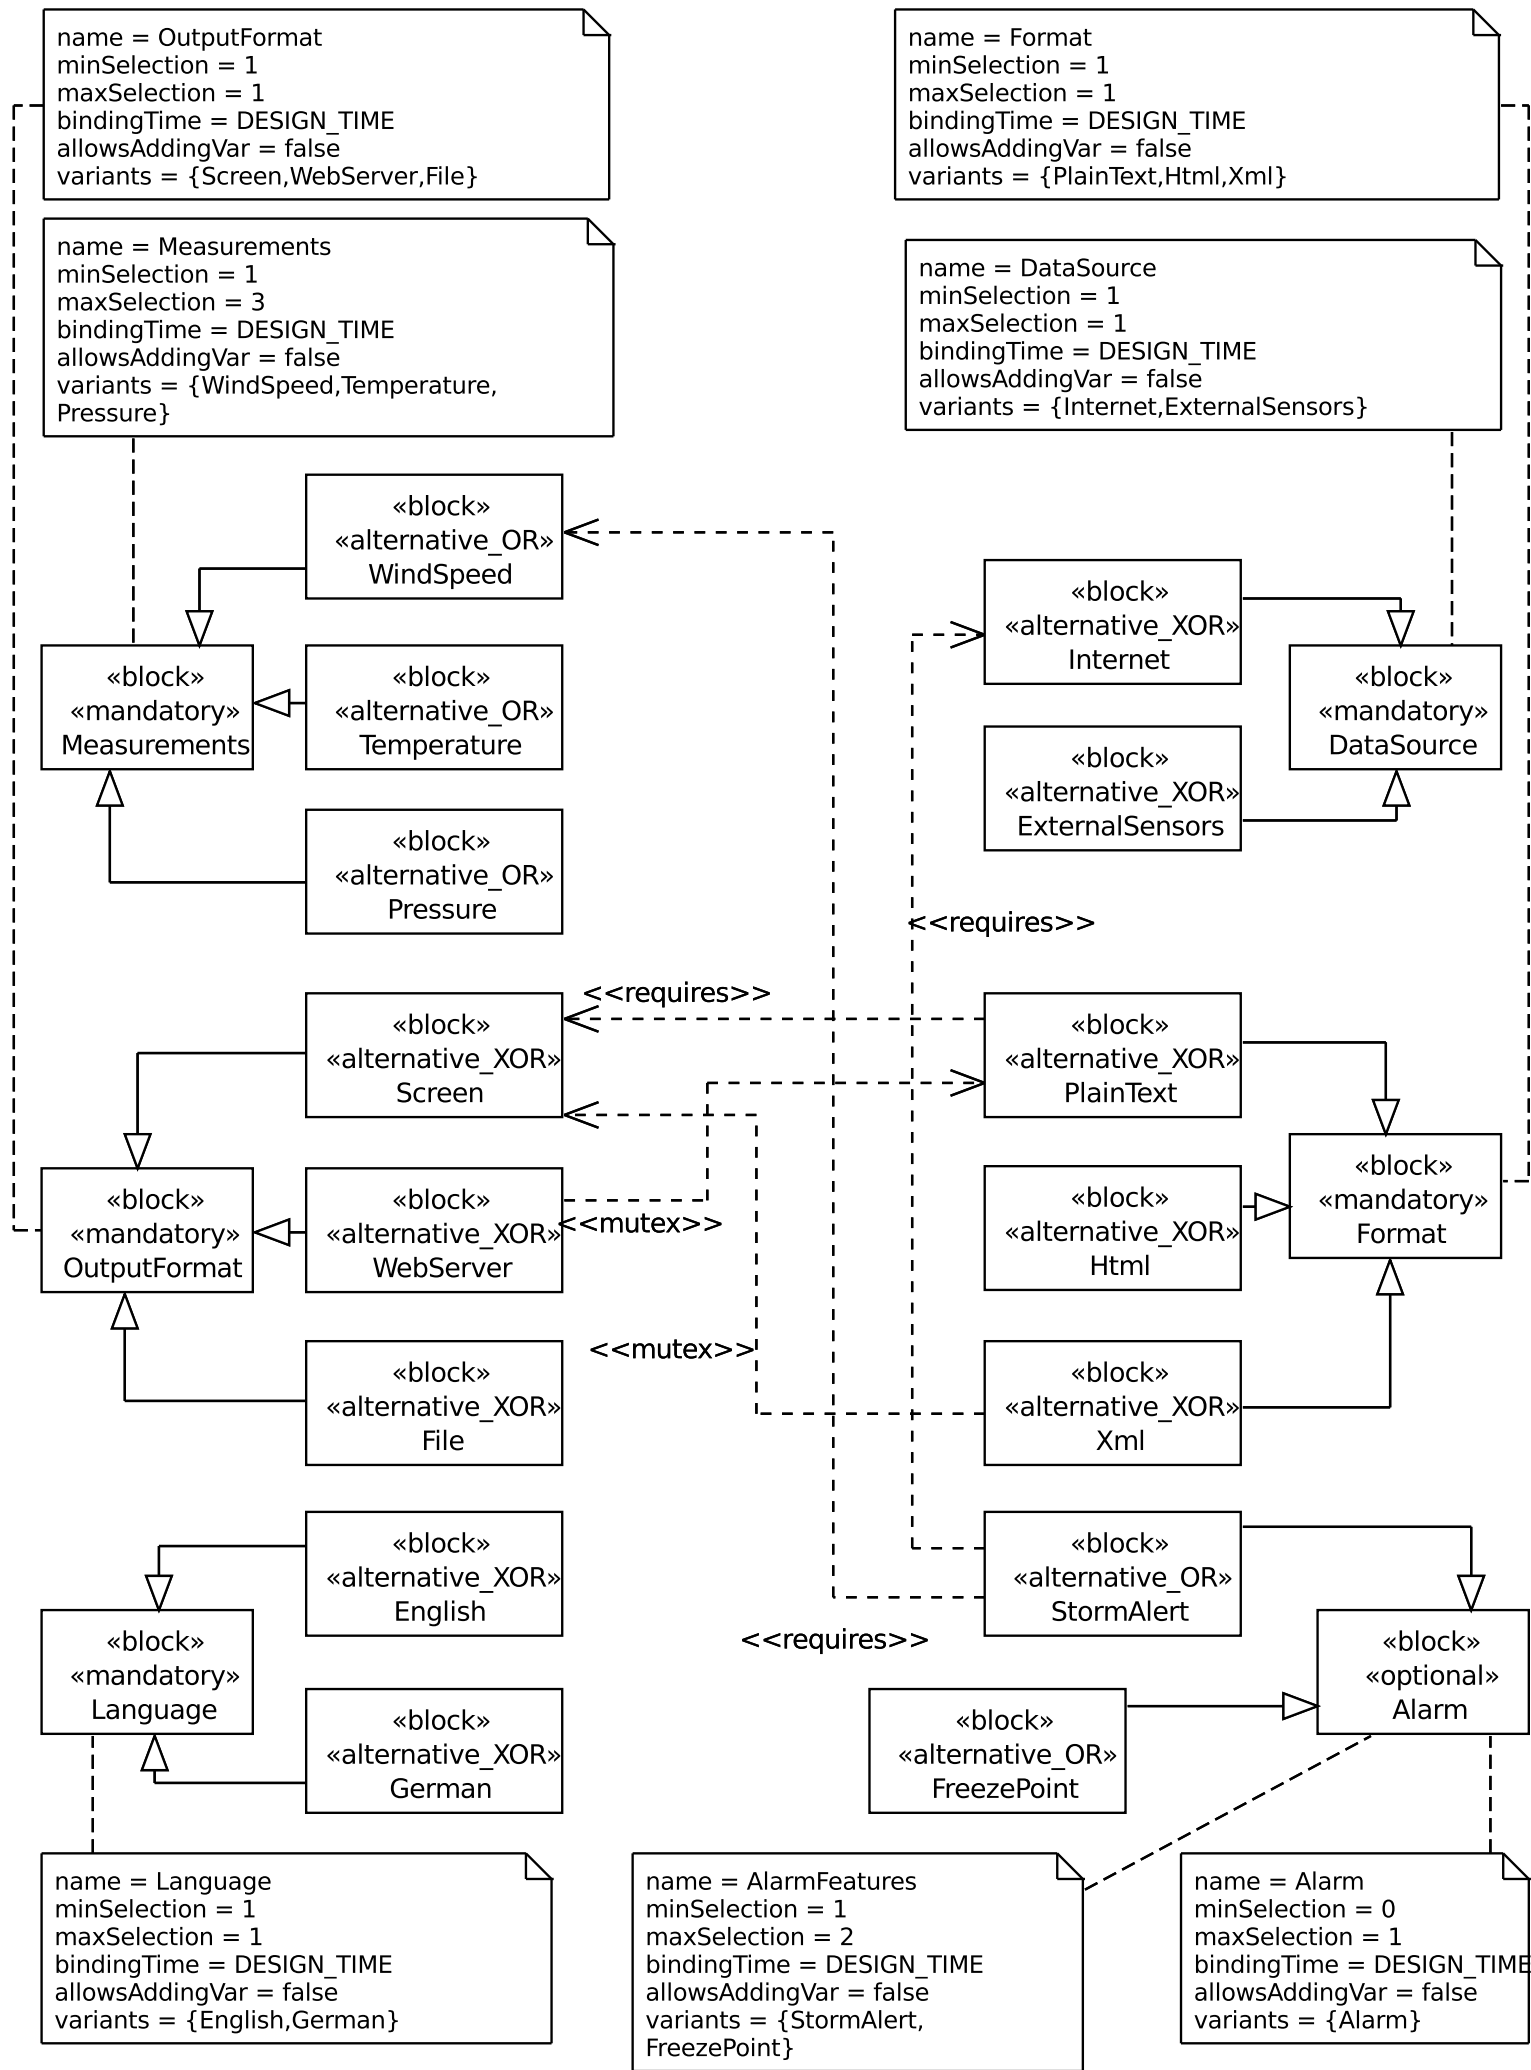 name = OutputFormat
minSelection = 1
maxSelection = 1
bindingTime = DESIGN_TIME
allowsAddingVar = false
variants = {Screen,WebServer,File}
name = Format
minSelection = 1
maxSelection = 1
bindingTime = DESIGN_TIME
allowsAddingVar = false
variants = {PlainText,Html,Xml}
name = Measurements
minSelection = 1
maxSelection = 3
bindingTime = DESIGN_TIME
allowsAddingVar = false
variants = {WindSpeed,Temperature,
Pressure}
name = DataSource
minSelection = 1
maxSelection = 1
bindingTime = DESIGN_TIME
allowsAddingVar = false
variants = {Internet,ExternalSensors}
«block»
«alternative_OR»
WindSpeed
«block»
«alternative_XOR»
Internet
«block»
«mandatory»
Measurements
«block»
«alternative_OR»
Temperature
«block»
«mandatory»
DataSource
«block»
«alternative_XOR»
ExternalSensors
«block»
«alternative_OR»
Pressure
<<requires>>
<<requires>>
«block»
«alternative_XOR»
Screen
«block»
«alternative_XOR»
PlainText
«block»
«mandatory»
OutputFormat
«block»
«alternative_XOR»
WebServer
<<mutex>>
«block»
«alternative_XOR»
Html
«block»
«mandatory»
Format
<<mutex>>
«block»
«alternative_XOR»
File
«block»
«alternative_XOR»
Xml
«block»
«alternative_XOR»
English
«block»
«alternative_OR»
StormAlert
<<requires>>
«block»
«mandatory»
Language
«block»
«optional»
Alarm
«block»
«alternative_XOR»
German
«block»
«alternative_OR»
FreezePoint
name = Language
minSelection = 1
maxSelection = 1
bindingTime = DESIGN_TIME
allowsAddingVar = false
variants = {English,German}
name = AlarmFeatures
minSelection = 1
maxSelection = 2
bindingTime = DESIGN_TIME
allowsAddingVar = false
variants = {StormAlert,
FreezePoint}
name = Alarm
minSelection = 0
maxSelection = 1
bindingTime = DESIGN_TIME
allowsAddingVar = false
variants = {Alarm}